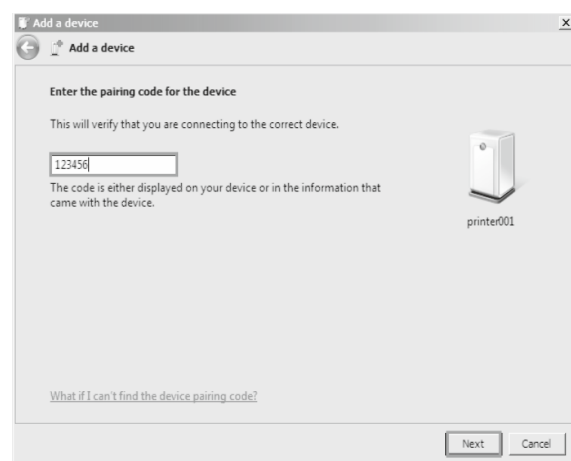 Add a device
x
Add a device
Enter the pairing code for the device
This will verify that you are connecting to the correct device.
123456
The code is either displayed on your device or in the information that
came with the device.
printer001
What if I can't find the device pairing code?
Next Cancel